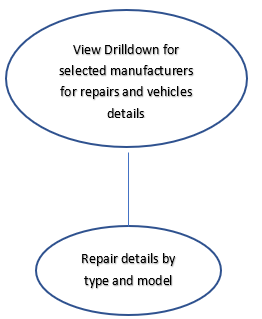 View Drilldown for
selected manufacturers
for repairs and vehicles
details
Repair details by
type and model